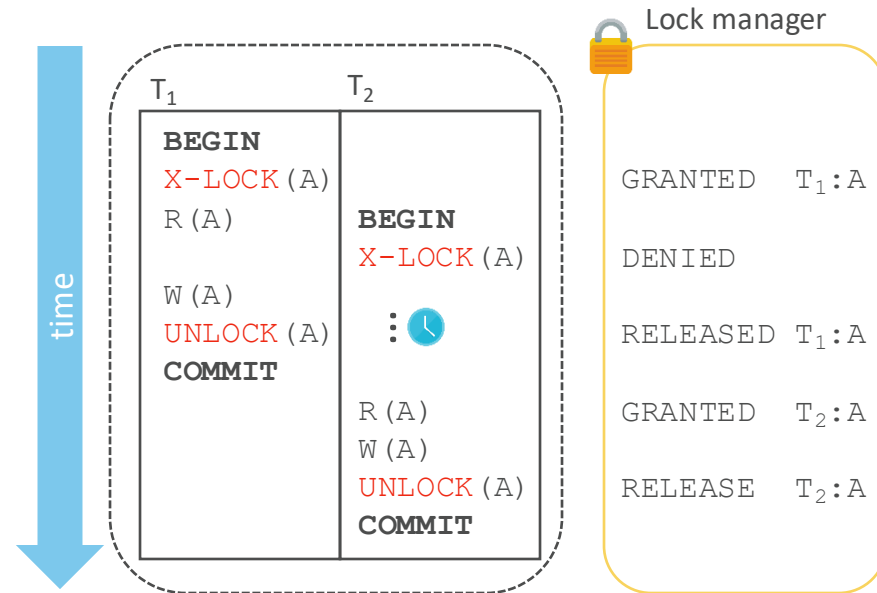 Lock manager
time
T₁ T₂
BEGIN
X-LOCK(A) GRANTED T₁:A
R(A) BEGIN
X-LOCK(A) DENIED
W(A)
UNLOCK(A) RELEASED T₁:A
COMMIT
R(A) GRANTED T₂:A
W(A)
UNLOCK(A) RELEASE T₂:A
COMMIT